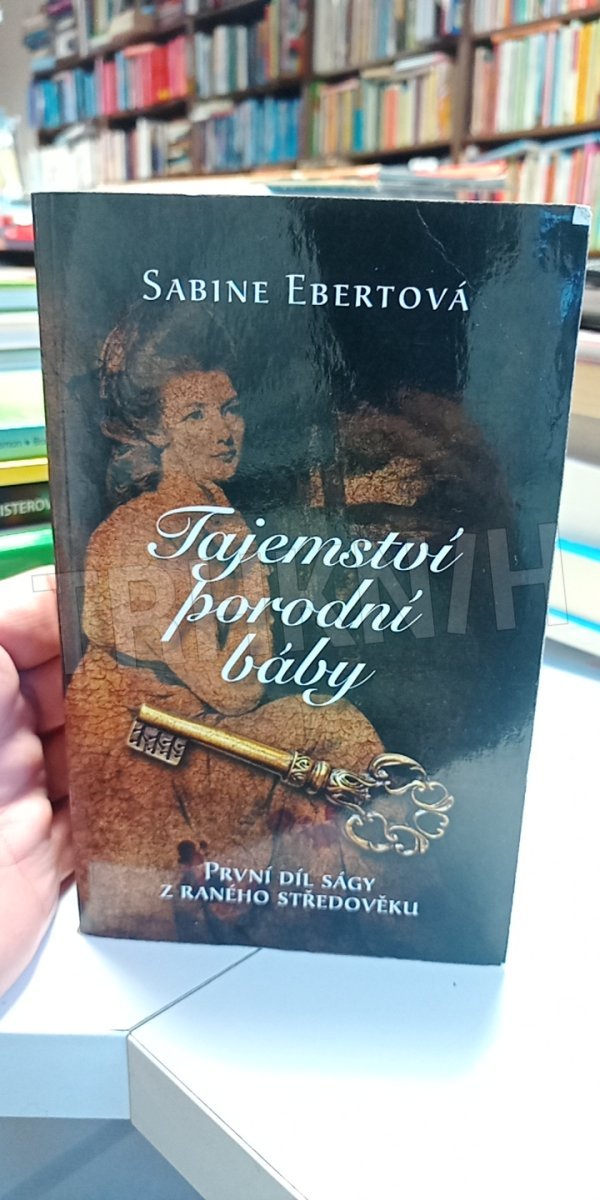 SABINE EBERTOVÁ
Tajemství
porodní
báby
PRVNÍ DÍL SÁGY
Z RANÉHO STŘEDOVĚKU